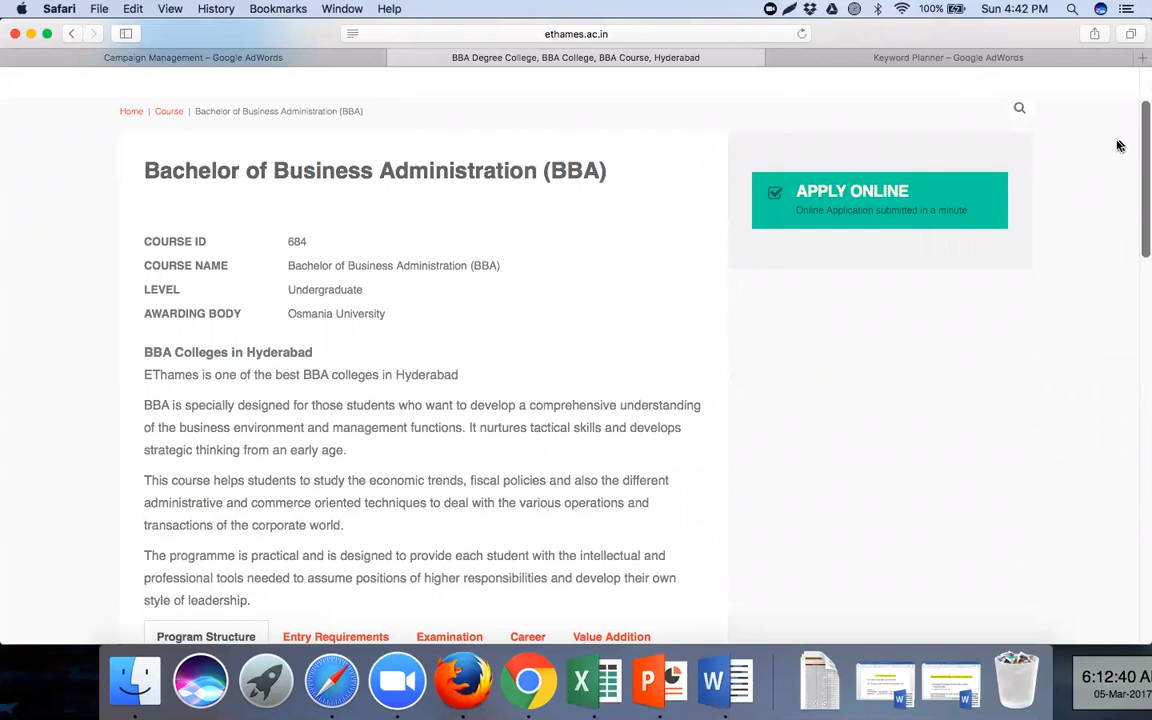 Safari File Edit View History Bookmarks Window Help 100% Sun 4:42 PM
ethames.ac.in
Campaign Management – Google AdWords BBA Degree College, BBA College, BBA Course, Hyderabad Keyword Planner – Google AdWords
Home | Course | Bachelor of Business Administration (BBA)
Bachelor of Business Administration (BBA)
APPLY ONLINE
Online Application submitted in a minute
COURSE ID 684
COURSE NAME Bachelor of Business Administration (BBA)
LEVEL Undergraduate
AWARDING BODY Osmania University
BBA Colleges in Hyderabad
EThames is one of the best BBA colleges in Hyderabad
BBA is specially designed for those students who want to develop a comprehensive understanding
of the business environment and management functions. It nurtures tactical skills and develops
strategic thinking from an early age.
This course helps students to study the economic trends, fiscal policies and also the different
administrative and commerce oriented techniques to deal with the various operations and
transactions of the corporate world.
The programme is practical and is designed to provide each student with the intellectual and
professional tools needed to assume positions of higher responsibilities and develop their own
style of leadership.
Program Structure Entry Requirements Examination Career Value Addition
6:12:40 A
05-Mar-2017